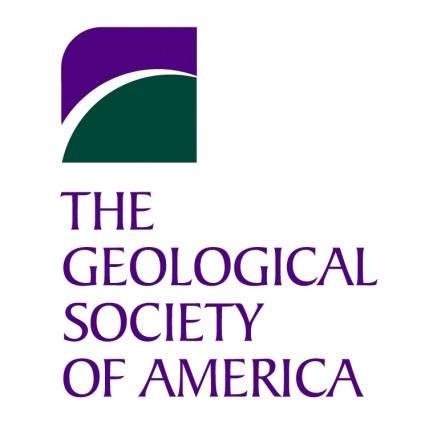 THE
GEOLOGICAL
SOCIETY
OF AMERICA